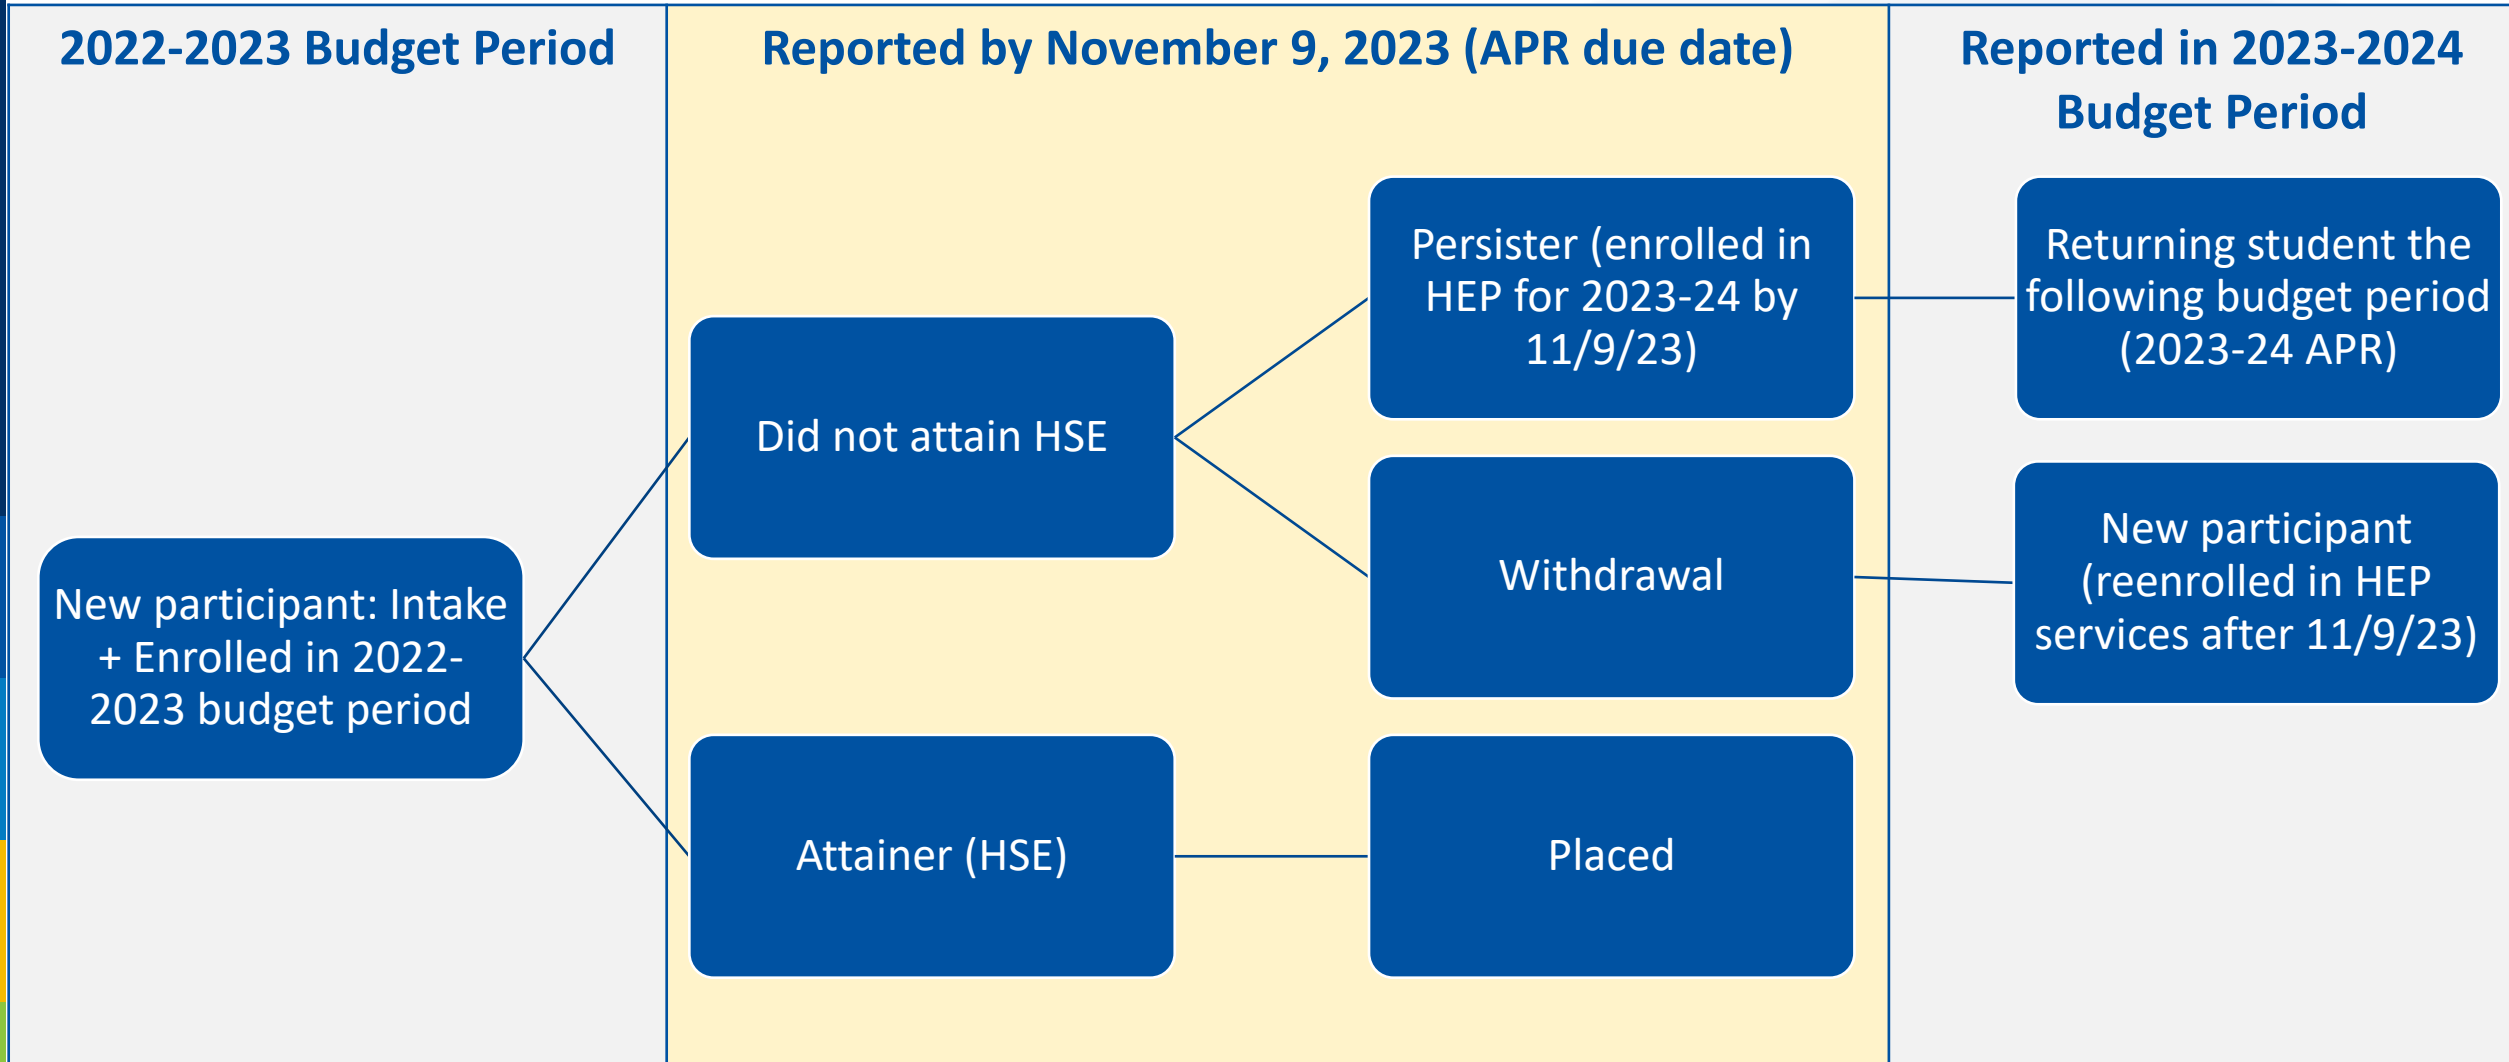 2022-2023 Budget Period
Reported by November 9, 2023 (APR due date)
Reported in 2023-2024
Budget Period
New participant: Intake
+ Enrolled in 2022-
2023 budget period
Did not attain HSE
Attainer (HSE)
Persister (enrolled in
HEP for 2023-24 by
11/9/23)
Withdrawal
Placed
Returning student the
following budget period
(2023-24 APR)
New participant
(reenrolled in HEP
services after 11/9/23)